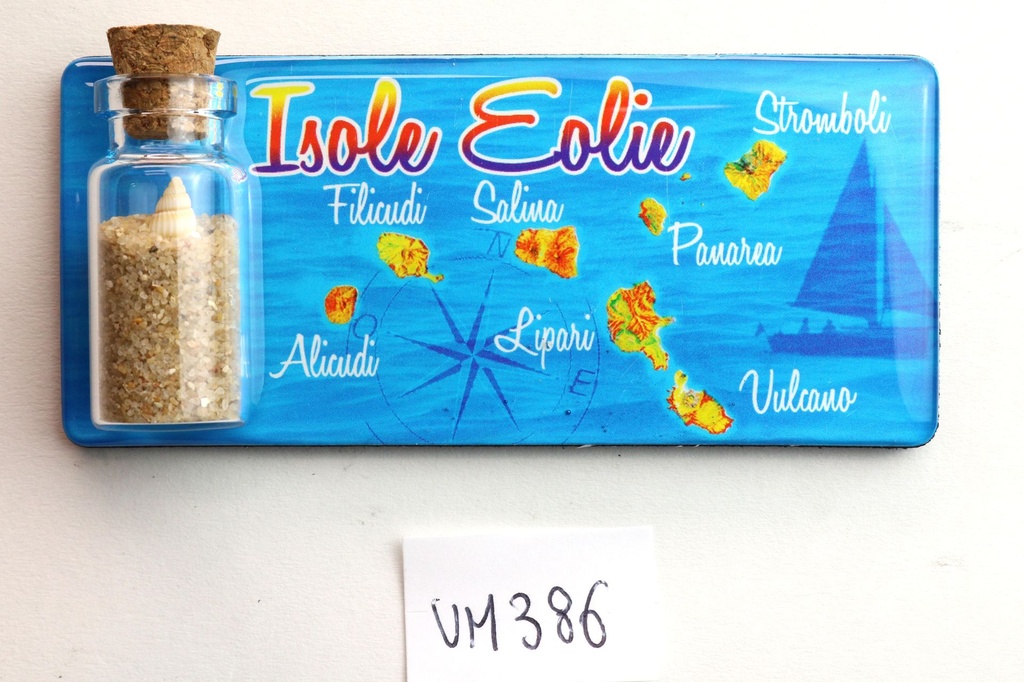 Isole Eolie
Stromboli
Filicudi
Salina
Panarea
N
O
Alicudi
Lipari
E
Vulcano
VM386